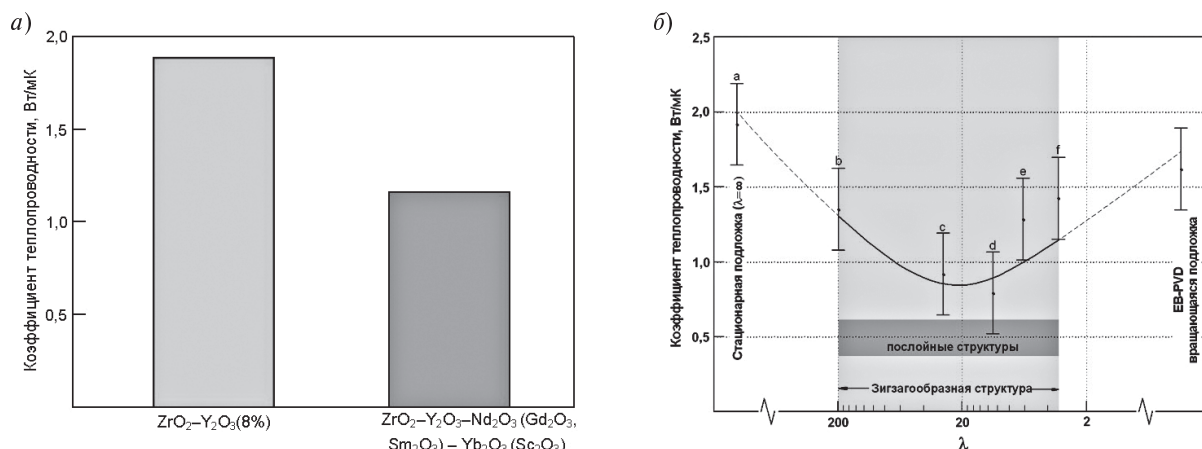 а)
2,0
1,5
1,0
0,5
Коэффициент теплопроводности, Вт/мК
ZrO₂–Y₂O₃(8%)
ZrO₂–Y₂O₃–Nd₂O₃ (Gd₂O₃,
Sm₂O₃) – Yb₂O₃ (Sc₂O₃)
б)
2,5
2,0
1,5
1,0
0,5
Коэффициент теплопроводности, Вт/мК
Стационарная подложка (λ=∞)
a
b
c
d
e
f
послойные структуры
Зигзагообразная структура
EB-PVD
вращающаяся подложка
200
20
2
λ